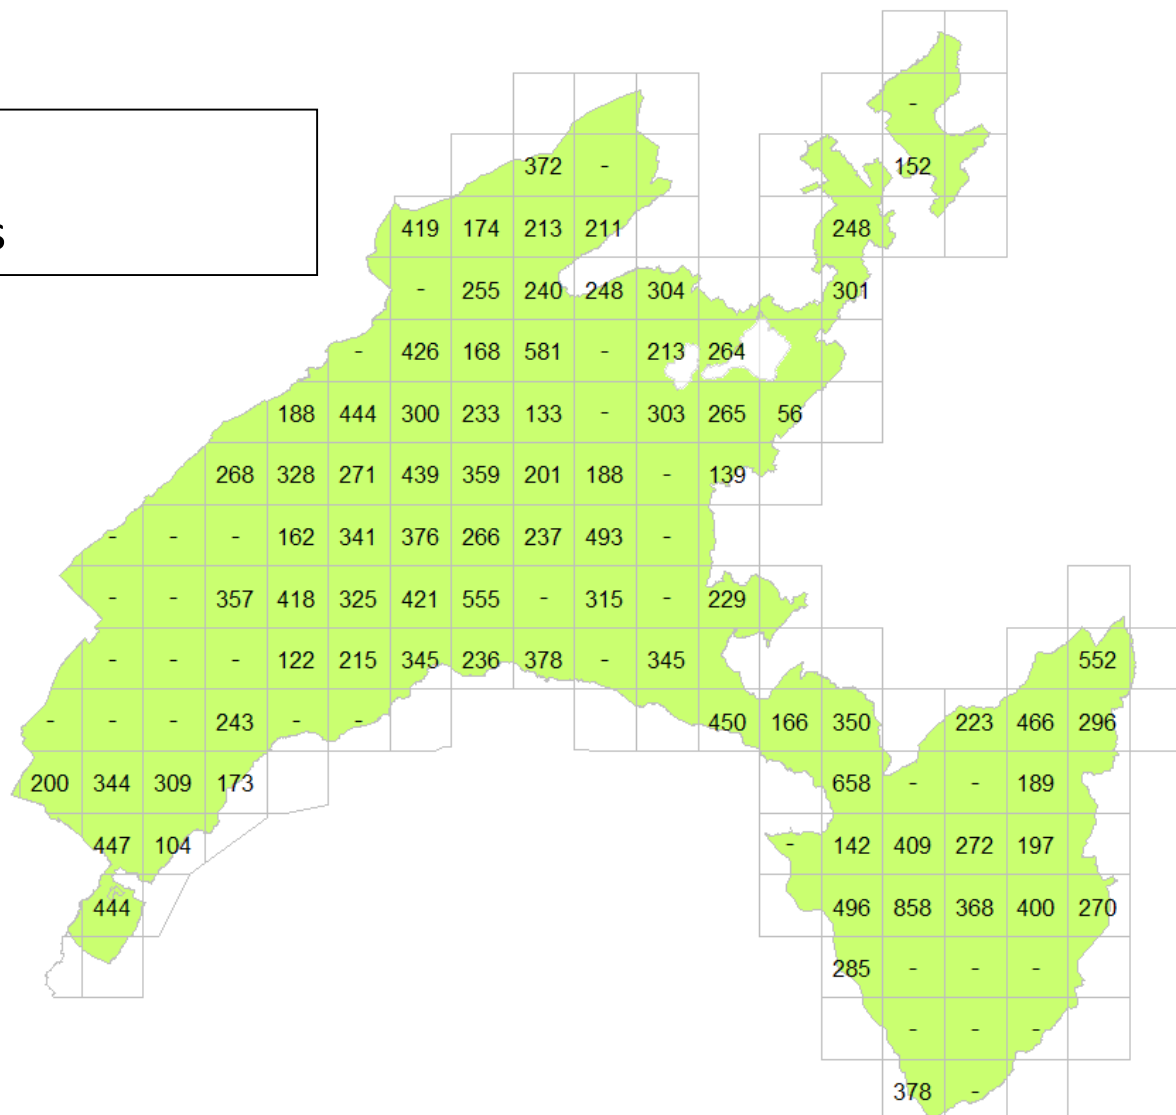 -
372 - 152
s 419 174 213 211 248
- 255 240 248 304 301
- 426 168 581 - 213 264
188 444 300 233 133 - 303 265 56
268 328 271 439 359 201 188 - 139
- - - 162 341 376 266 237 493 -
- - 357 418 325 421 555 - 315 - 229
- - - 122 215 345 236 378 - 345 552
- - - 243 - - 450 166 350 223 466 296
200 344 309 173 658 - - 189
447 104 - 142 409 272 197
444 496 858 368 400 270
285 - - -
- - -
378 -